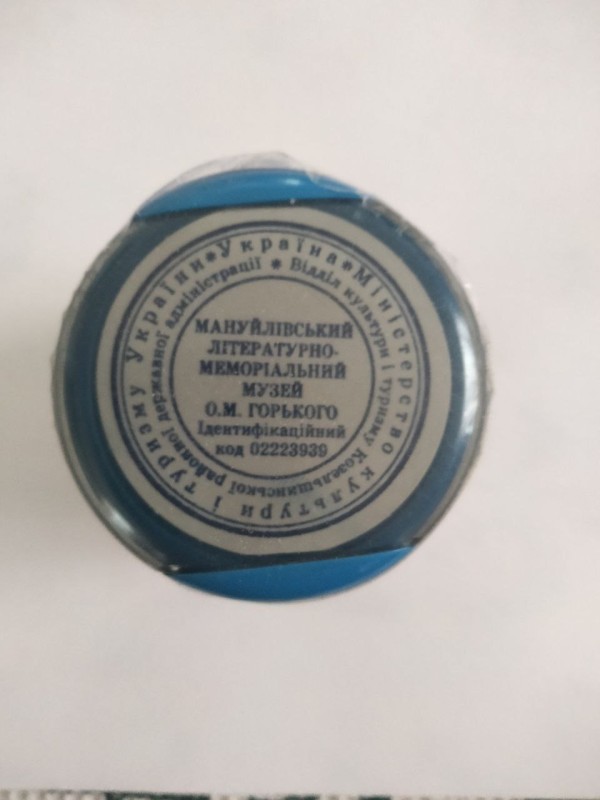 * Україна * Міністерство культури і туризму України
* Відділ культури і туризму Козельщинської районної державної адміністрації
МАНУЙЛІВСЬКИЙ
ЛІТЕРАТУРНО-
МЕМОРІАЛЬНИЙ
МУЗЕЙ
О.М. ГОРЬКОГО
Ідентифікаційний
код 02223939